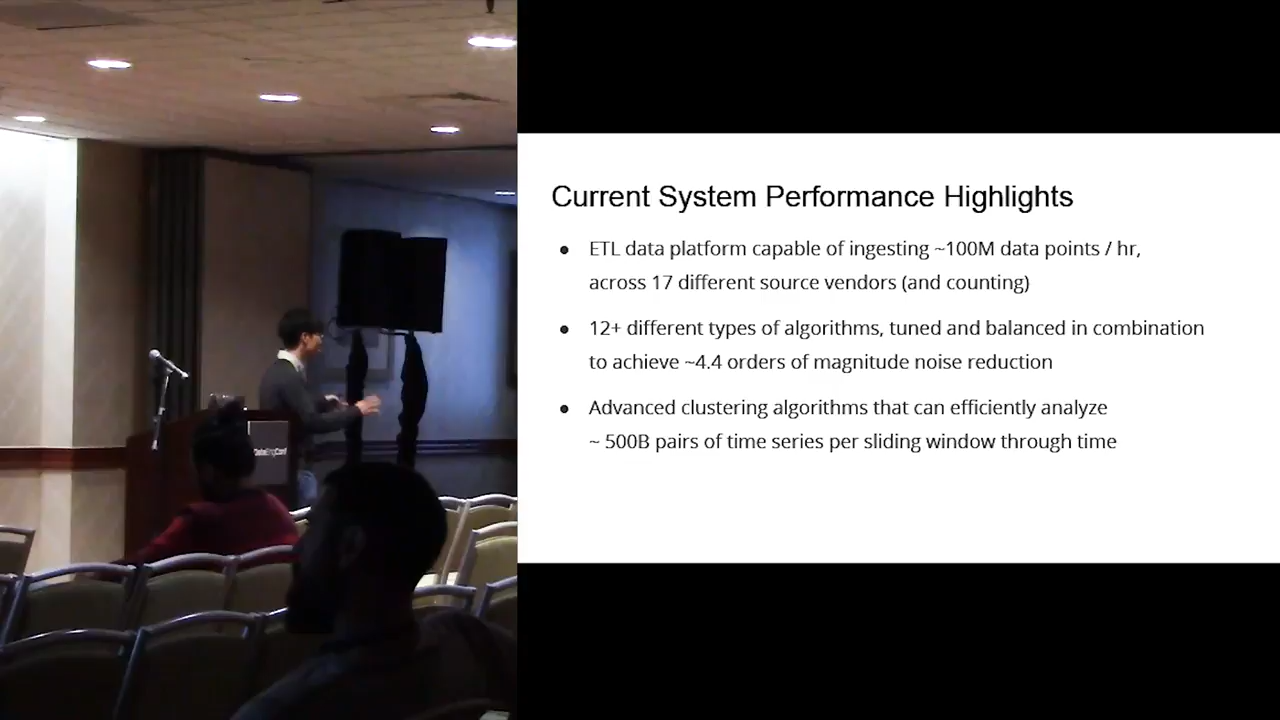 Current System Performance Highlights
● ETL data platform capable of ingesting ~100M data points / hr,
across 17 different source vendors (and counting)
● 12+ different types of algorithms, tuned and balanced in combination
to achieve ~4.4 orders of magnitude noise reduction
● Advanced clustering algorithms that can efficiently analyze
~ 500B pairs of time series per sliding window through time
DataEngConf